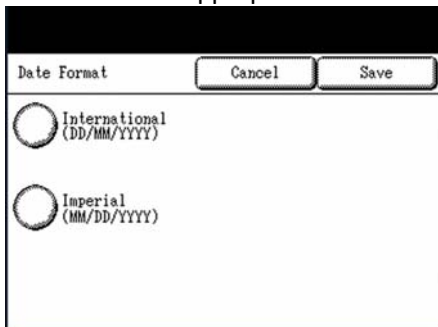 Date Format
Cancel
Save
International
(DD/MM/YYYY)
Imperial
(MM/DD/YYYY)